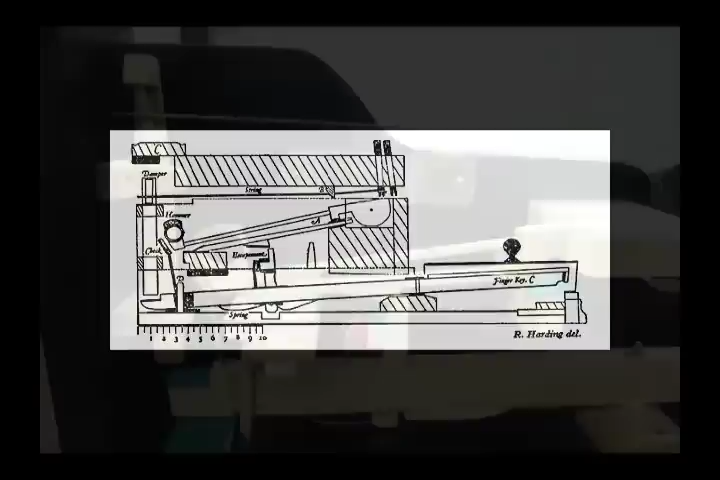 C
Damper
String
B
Hammer
A
Check
Escapement
D
Finger Key. C
Spring
1 2 3 4 5 6 7 8 9 10
R. Harding del.